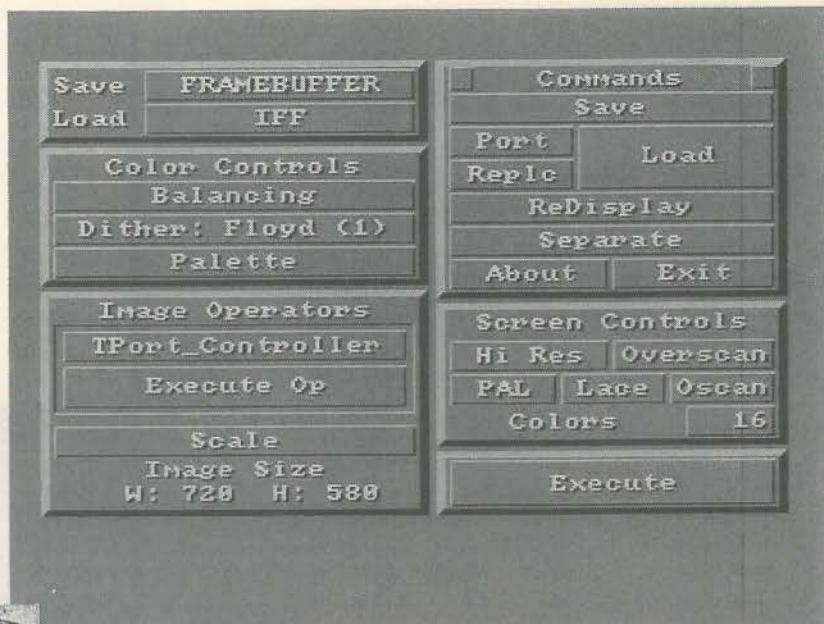 Save FRAMEBUFFER
Load IFF
Color Controls
Balancing
Dither: Floyd (1)
Palette
Image Operators
TPort_Controller
Execute Op
Scale
Image Size
W: 720 H: 580
Commands
Save
Port
Replc
Load
ReDisplay
Separate
About Exit
Screen Controls
Hi Res Overscan
PAL Lace Oscan
Colors 16
Execute